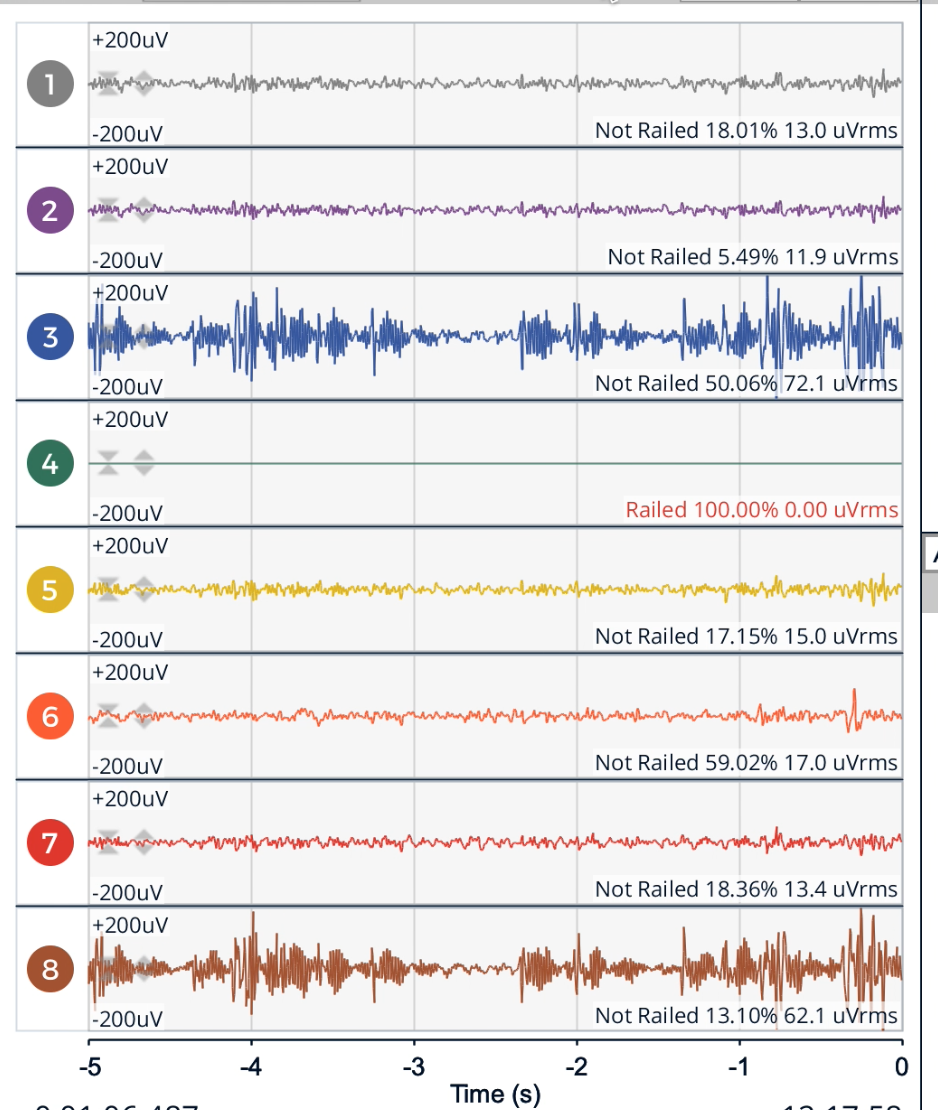 +200uV
1
-200uV
Not Railed 18.01% 13.0 uVrms
+200uV
2
-200uV
Not Railed 5.49% 11.9 uVrms
+200uV
3
-200uV
Not Railed 50.06% 72.1 uVrms
+200uV
4
-200uV
Railed 100.00% 0.00 uVrms
+200uV
5
-200uV
Not Railed 17.15% 15.0 uVrms
+200uV
6
-200uV
Not Railed 59.02% 17.0 uVrms
+200uV
7
-200uV
Not Railed 18.36% 13.4 uVrms
+200uV
8
-200uV
Not Railed 13.10% 62.1 uVrms
-5 -4 -3 -2 -1 0
Time (s)